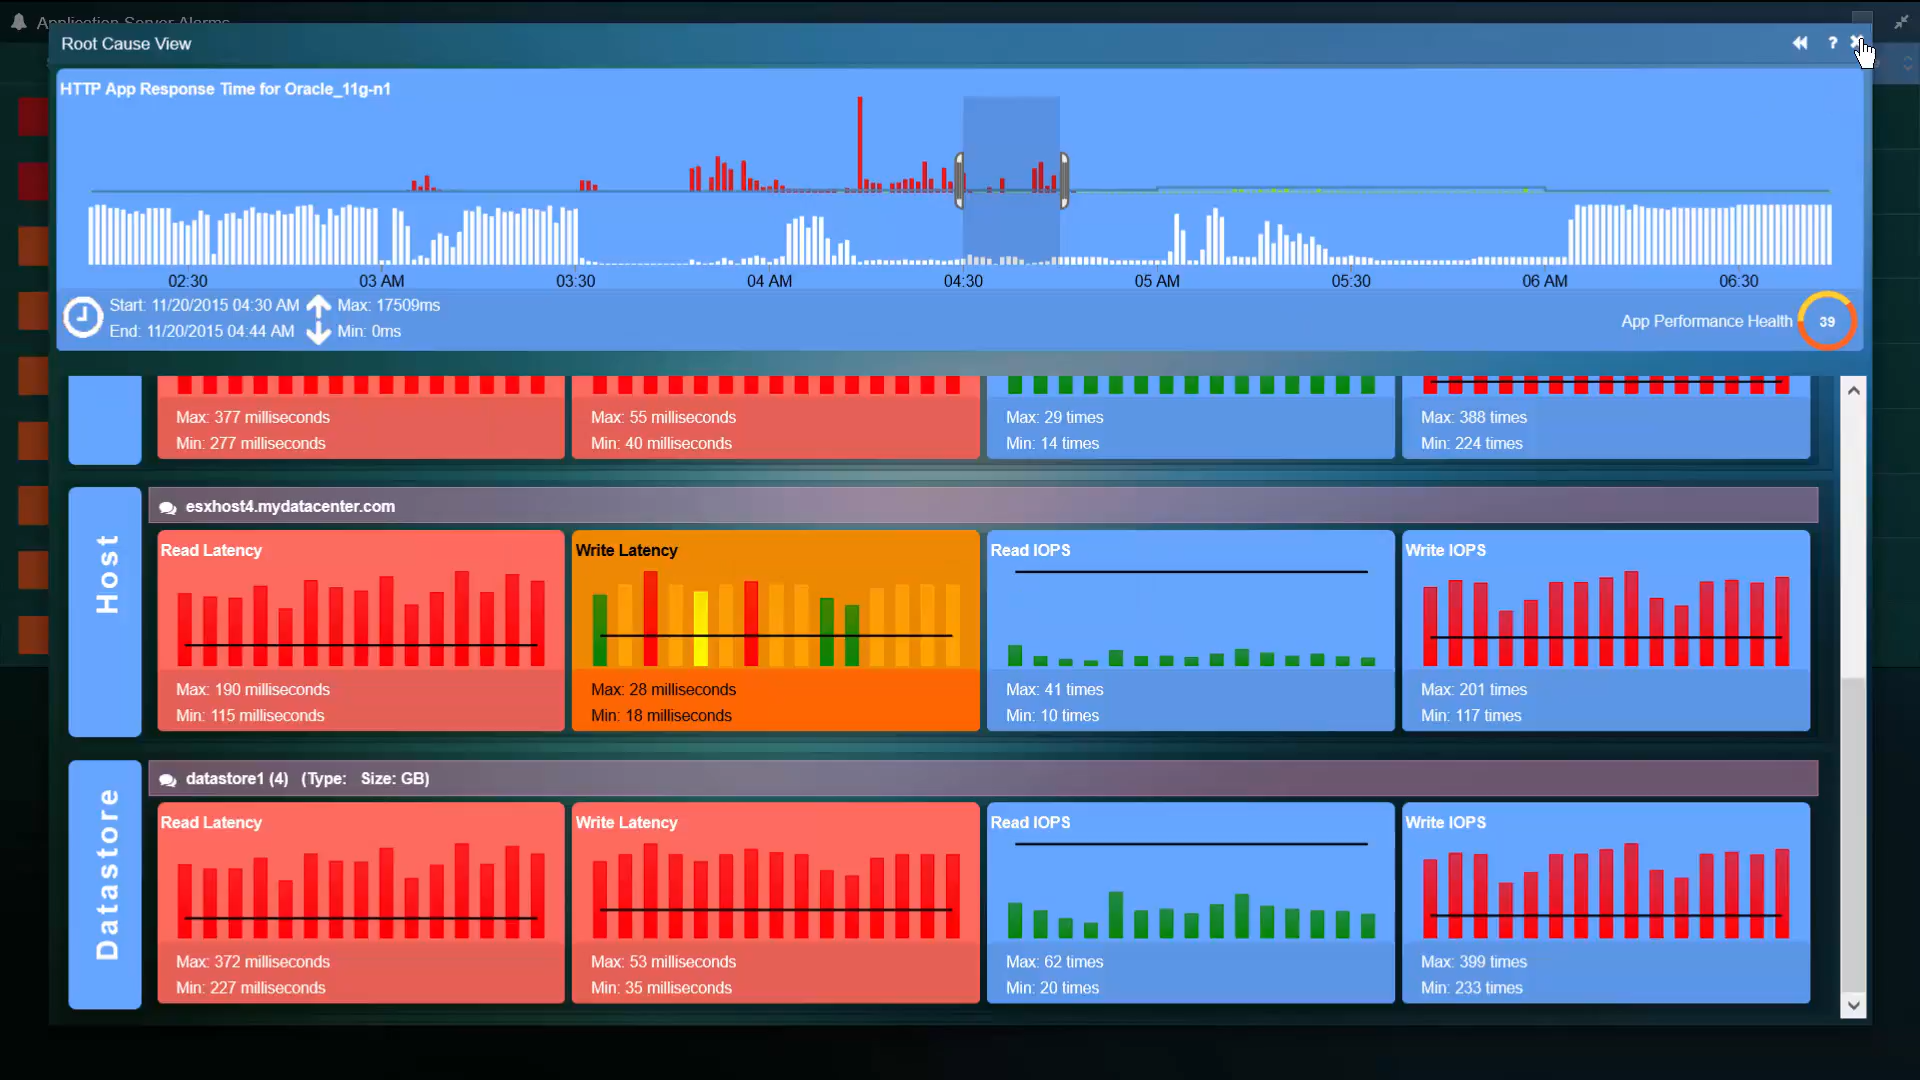 Application Server Alarms
Root Cause View
?
HTTP App Response Time for Oracle_11g-n1
02:30 03 AM 03:30 04 AM 04:30 05 AM 05:30 06 AM 06:30
Start: 11/20/2015 04:30 AM Max: 17509ms
End: 11/20/2015 04:44 AM Min: 0ms
App Performance Health 39
Max: 377 milliseconds
Min: 277 milliseconds
Max: 55 milliseconds
Min: 40 milliseconds
Max: 29 times
Min: 14 times
Max: 388 times
Min: 224 times
Host
esxhost4.mydatacenter.com
Read Latency
Max: 190 milliseconds
Min: 115 milliseconds
Write Latency
Max: 28 milliseconds
Min: 18 milliseconds
Read IOPS
Max: 41 times
Min: 10 times
Write IOPS
Max: 201 times
Min: 117 times
Datastore
datastore1 (4) (Type: Size: GB)
Read Latency
Max: 372 milliseconds
Min: 227 milliseconds
Write Latency
Max: 53 milliseconds
Min: 35 milliseconds
Read IOPS
Max: 62 times
Min: 20 times
Write IOPS
Max: 399 times
Min: 233 times